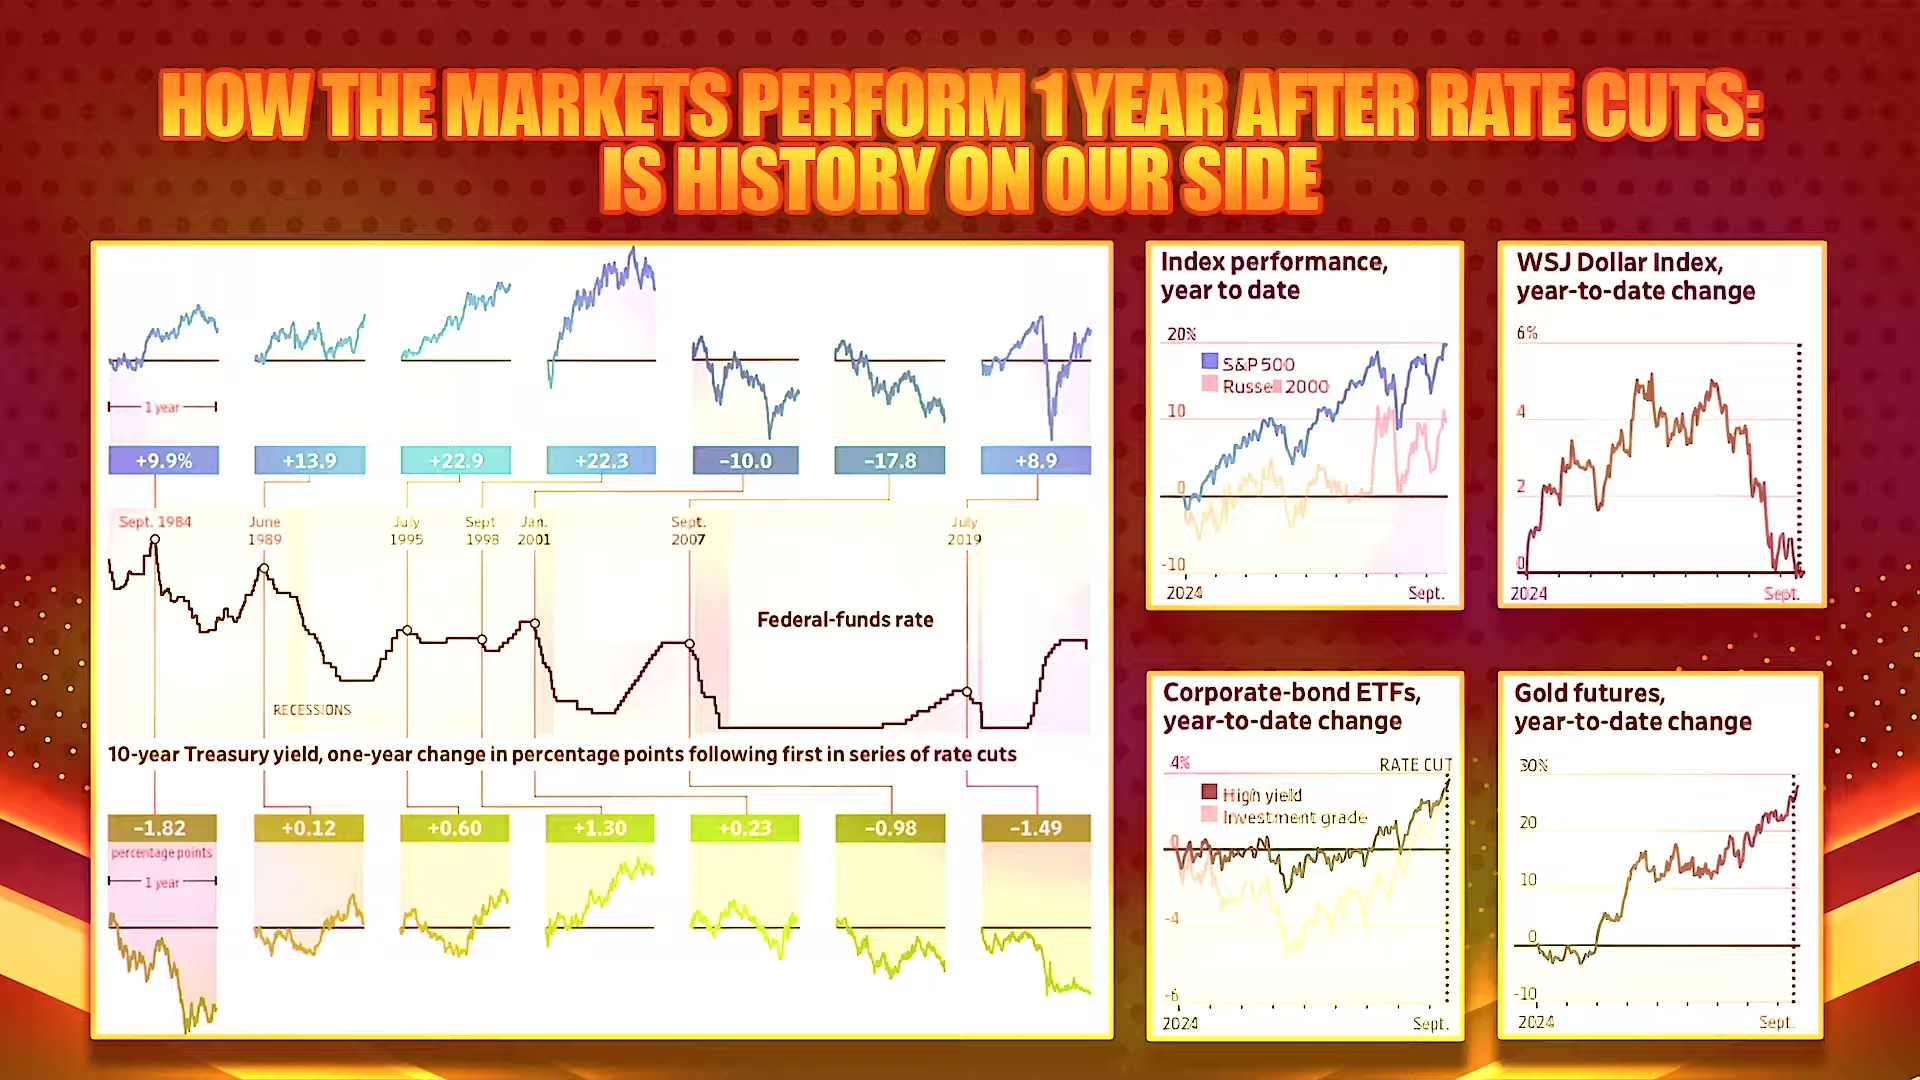 HOW THE MARKETS PERFORM 1 YEAR AFTER RATE CUTS:
IS HISTORY ON OUR SIDE
1 year
+9.9%
+13.9
+22.9
+22.3
−10.0
−17.8
+8.9
Sept. 1984
June
1989
July
1995
Sept
1998
Jan.
2001
Sept.
2007
July
2019
Federal-funds rate
RECESSIONS
10-year Treasury yield, one-year change in percentage points following first in series of rate cuts
−1.82
+0.12
+0.60
+1.30
+0.23
−0.98
−1.49
percentage points
1 year
Index performance,
year to date
20%
S&P 500
Russell 2000
10
0
-10
2024
Sept.
WSJ Dollar Index,
year-to-date change
6%
4
2
0
2024
Sept.
Corporate-bond ETFs,
year-to-date change
4%
RATE CUT
High yield
Investment grade
0
-4
-6
2024
Sept.
Gold futures,
year-to-date change
30%
20
10
0
-10
2024
Sept.